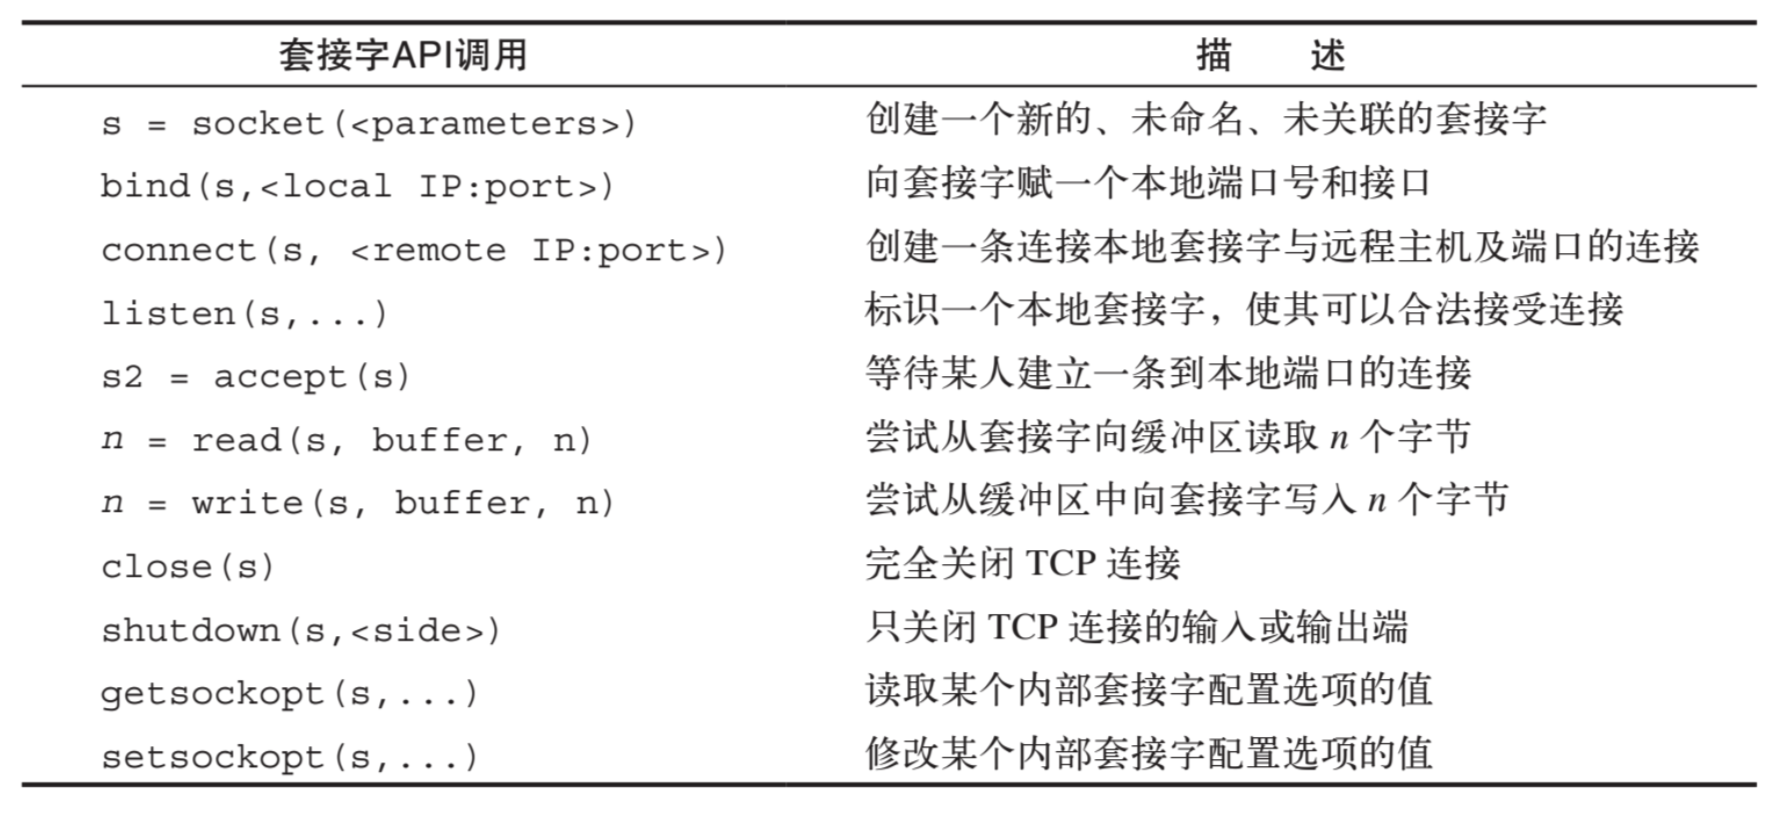 套接字API调用 描 述
s = socket(<parameters>) 创建一个新的、未命名、未关联的套接字
bind(s,<local IP:port>) 向套接字赋一个本地端口号和接口
connect(s, <remote IP:port>) 创建一条连接本地套接字与远程主机及端口的连接
listen(s,...) 标识一个本地套接字，使其可以合法接受连接
s2 = accept(s) 等待某人建立一条到本地端口的连接
n = read(s, buffer, n) 尝试从套接字向缓冲区读取 n 个字节
n = write(s, buffer, n) 尝试从缓冲区中向套接字写入 n 个字节
close(s) 完全关闭 TCP 连接
shutdown(s,<side>) 只关闭 TCP 连接的输入或输出端
getsockopt(s,...) 读取某个内部套接字配置选项的值
setsockopt(s,...) 修改某个内部套接字配置选项的值